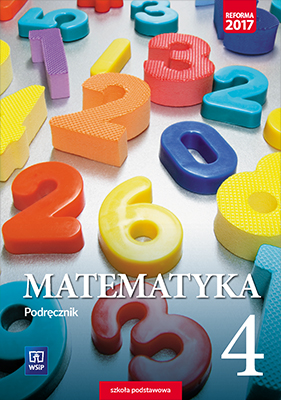 REFORMA
2017
MATEMATYKA
Podręcznik
4
WSiP
szkoła podstawowa